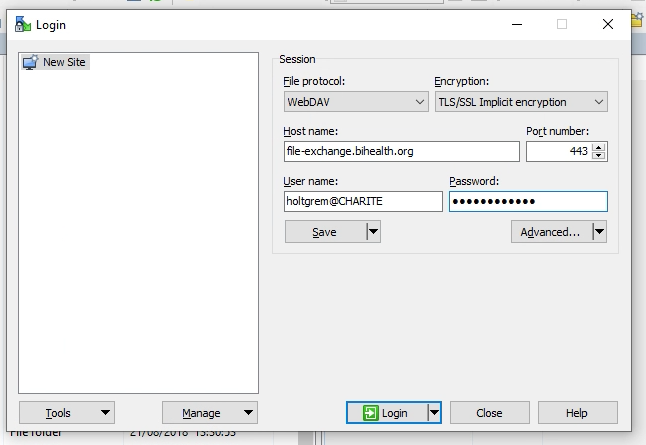 Login
New Site
Session
File protocol:
Encryption:
WebDAV
TLS/SSL Implicit encryption
Host name:
Port number:
file-exchange.bihealth.org
443
User name:
Password:
holtgrem@CHARITE
●●●●●●●●●●●●
Save
Advanced...
Tools
Manage
Login
Close
Help
File folder
21/08/2018 13:30:53